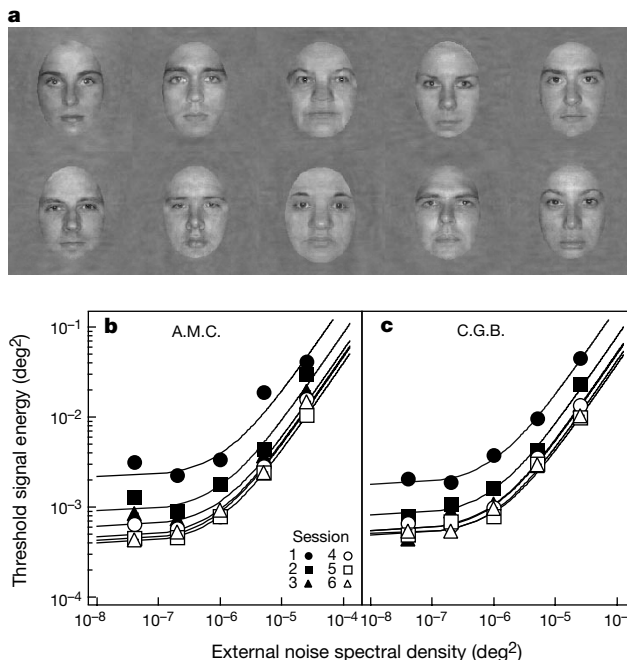 a
b
A.M.C.
c
C.G.B.
Threshold signal energy (deg²)
10⁻¹
10⁻²
10⁻³
10⁻⁴
Session
1 4
2 5
3 6
10⁻⁸ 10⁻⁷ 10⁻⁶ 10⁻⁵ 10⁻⁴
10⁻⁸ 10⁻⁷ 10⁻⁶ 10⁻⁵
External noise spectral density (deg²)